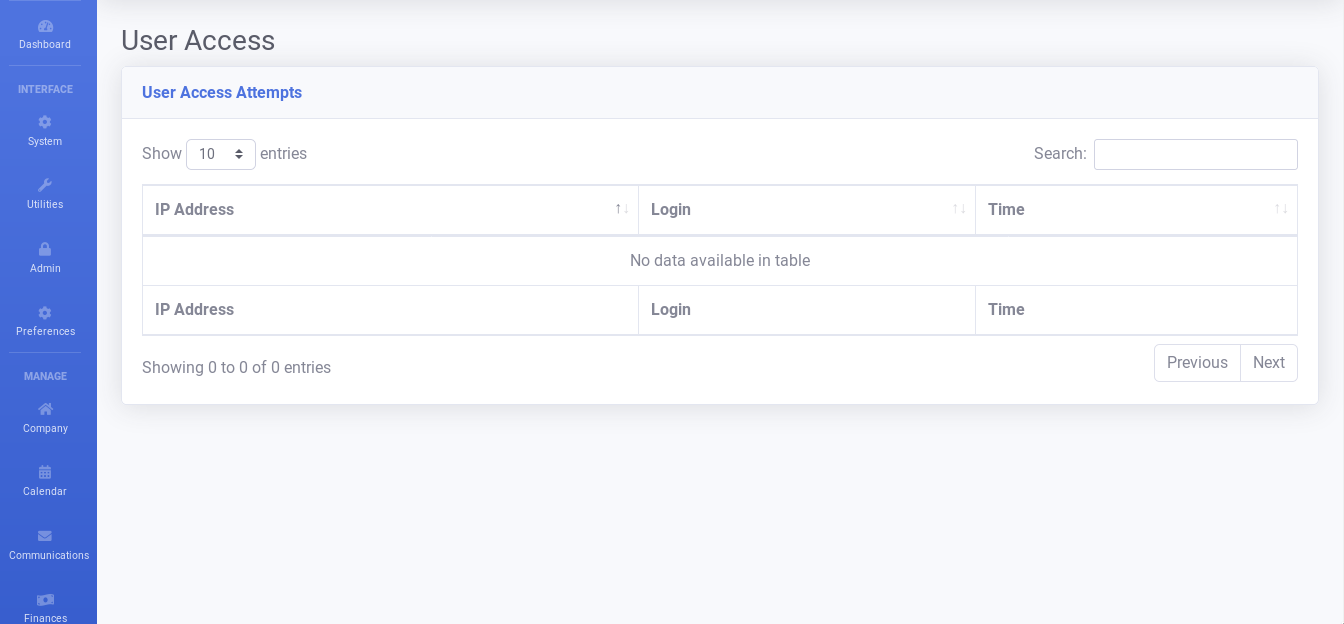 Dashboard
INTERFACE
System
Utilities
Admin
Preferences
MANAGE
Company
Calendar
Communications
Finances
User Access
User Access Attempts
Show 10 entries
Search:
IP Address ↑↓ Login ↑↓ Time ↑↓
No data available in table
IP Address Login Time
Showing 0 to 0 of 0 entries
Previous Next